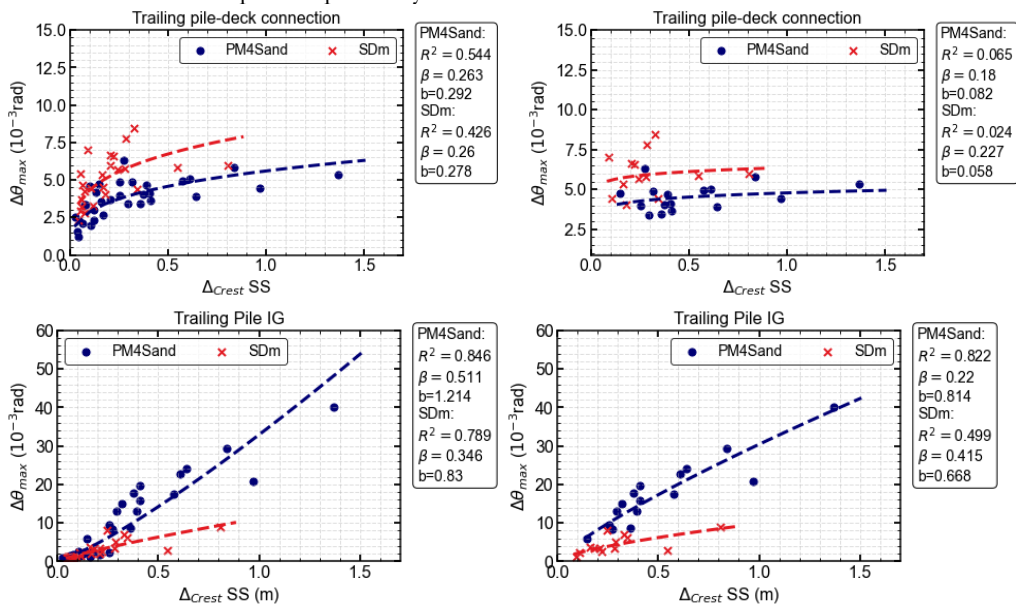 Trailing pile-deck connection
15.0
12.5
10.0
7.5
5.0
2.5
0.0
0.0
0.5
1.0
1.5
Δθmax (10⁻³rad)
ΔCrest SS
PM4Sand
SDm
PM4Sand:
R² = 0.544
β = 0.263
b=0.292
SDm:
R² = 0.426
β = 0.26
b=0.278
Trailing pile-deck connection
15.0
12.5
10.0
7.5
5.0
2.5
0.5
1.0
1.5
Δθmax (10⁻³rad)
ΔCrest SS
PM4Sand
SDm
PM4Sand:
R² = 0.065
β = 0.18
b=0.082
SDm:
R² = 0.024
β = 0.227
b=0.058
Trailing Pile IG
60
50
40
30
20
10
0
0.0
0.5
1.0
1.5
Δθmax (10⁻³rad)
ΔCrest SS (m)
PM4Sand
SDm
PM4Sand:
R² = 0.846
β = 0.511
b=1.214
SDm:
R² = 0.789
β = 0.346
b=0.83
Trailing Pile IG
60
50
40
30
20
10
0
0.0
0.5
1.0
1.5
Δθmax (10⁻³rad)
ΔCrest SS (m)
PM4Sand
SDm
PM4Sand:
R² = 0.822
β = 0.22
b=0.814
SDm:
R² = 0.499
β = 0.415
b=0.668